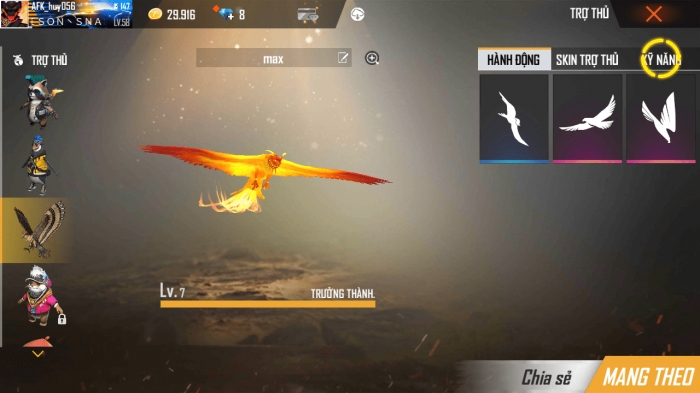 AFK_huy056
147
SON SNA
LV.58
29.916
8
TRỢ THỦ
TRỢ THỦ
max
HÀNH ĐỘNG
SKIN TRỢ THỦ
KỸ NĂNG
Lv. 7
TRƯỞNG THÀNH.
Chia sẻ
MANG THEO